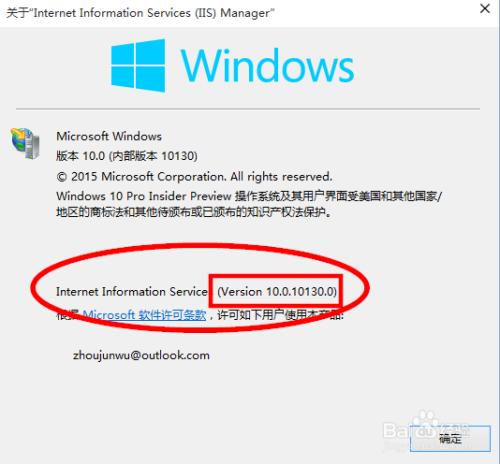 关于“Internet Information Services (IIS) Manager”
Windows
Microsoft Windows
版本 10.0 (内部版本 10130)
© 2015 Microsoft Corporation. All rights reserved.
Windows 10 Pro Insider Preview 操作系统及其用户界面受美国和其他国家/
地区的商标法和其他待颁布或已颁布的知识产权法保护。
Internet Information Service (Version 10.0.10130.0)
根据 Microsoft 软件许可条款，许可如下用户使用本产品:
zhoujunwu@outlook.com
Baidu 经验
确定